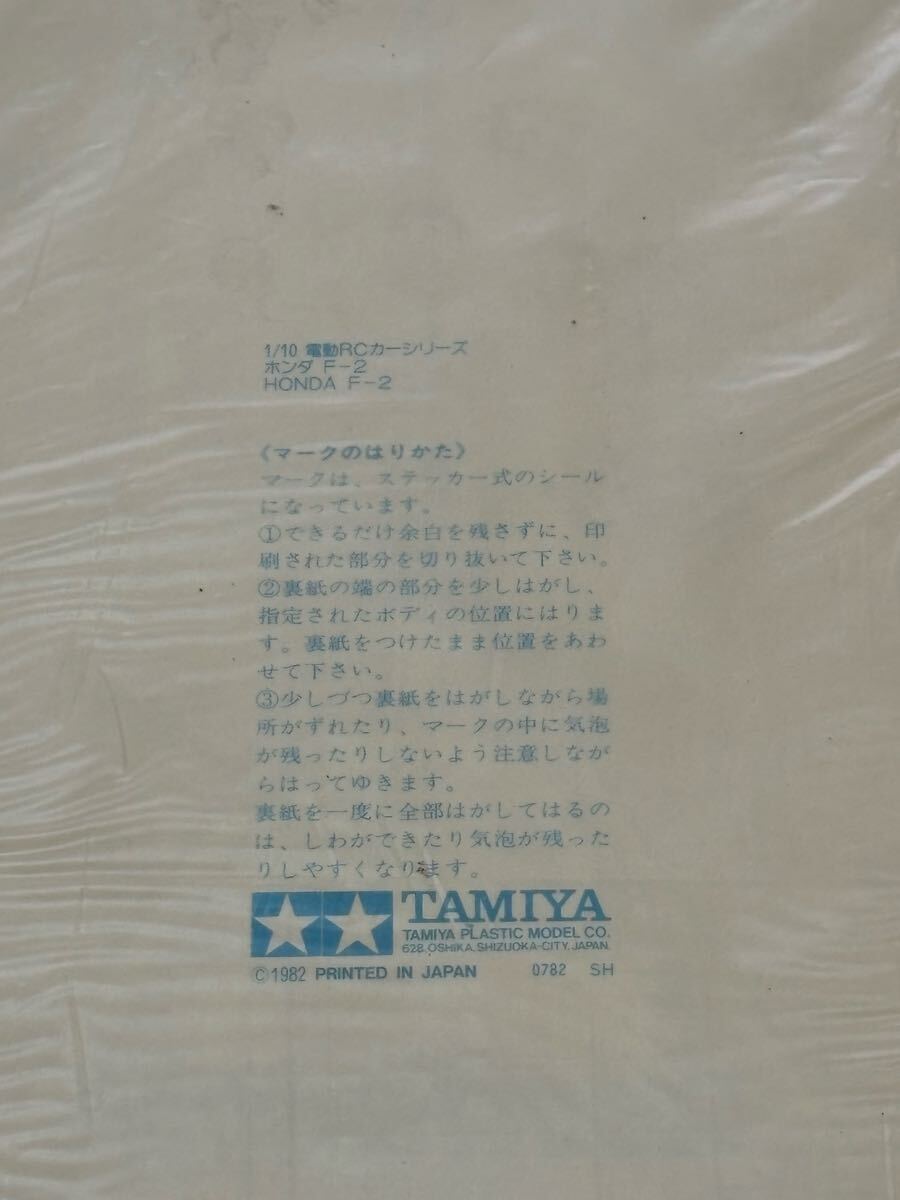 1/10 電動RCカーシリーズ
ホンダ F-2
HONDA F-2
《マークのはりかた》
マークは、ステッカー式のシール
になっています。
①できるだけ余白を残さずに、印
刷された部分を切り抜いて下さい。
②裏紙の端の部分を少しはがし、
指定されたボディの位置にはりま
す。裏紙をつけたまま位置をあわ
せて下さい。
③少しづつ裏紙をはがしながら場
所がずれたり、マークの中に気泡
が残ったりしないよう注意しなが
らはってゆきます。
裏紙を一度に全部はがしてはるの
は、しわができたり気泡が残った
りしやすくなります。
TAMIYA
TAMIYA PLASTIC MODEL CO.
628, OSHIKA, SHIZUOKA-CITY, JAPAN.
©1982 PRINTED IN JAPAN 0782 SH